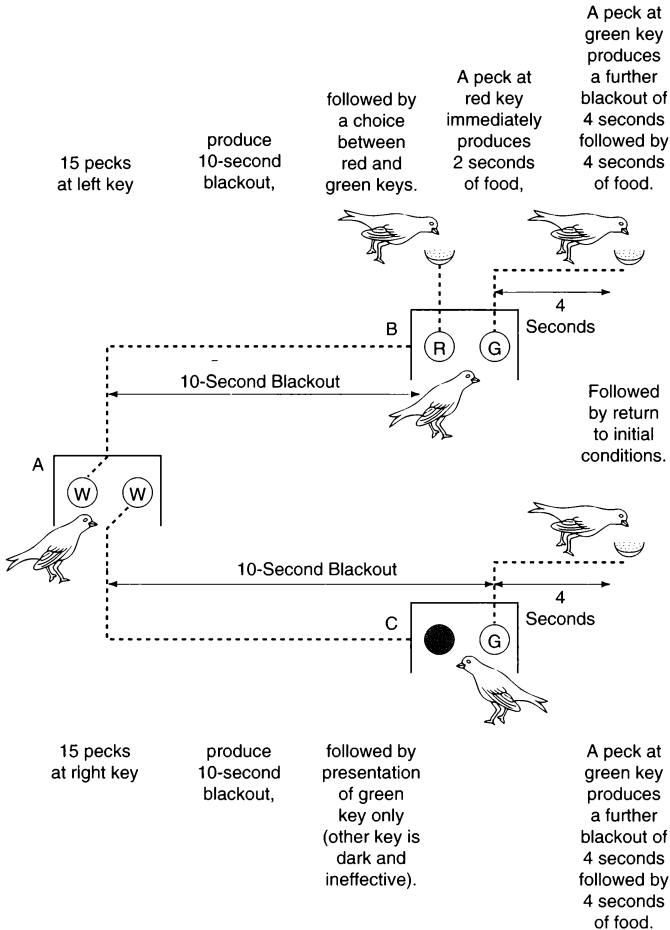 15 pecks
at left key
produce
10-second
blackout,
followed by
a choice
between
red and
green keys.
A peck at
red key
immediately
produces
2 seconds
of food,
A peck at
green key
produces
a further
blackout of
4 seconds
followed by
4 seconds
of food.
B
R
G
4
Seconds
10-Second Blackout
Followed
by return
to initial
conditions.
A
W
W
10-Second Blackout
4
Seconds
C
G
15 pecks
at right key
produce
10-second
blackout,
followed by
presentation
of green
key only
(other key is
dark and
ineffective).
A peck at
green key
produces
a further
blackout of
4 seconds
followed by
4 seconds
of food.